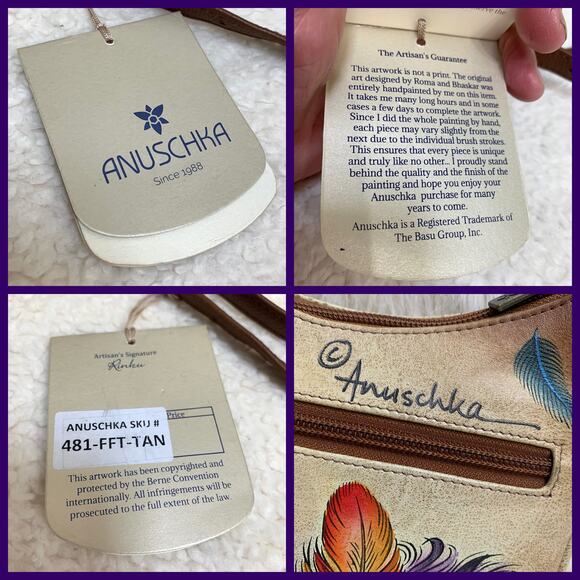 ANUSCHKA
Since 1988
The Artisan's Guarantee
This artwork is not a print. The original
art designed by Roma and Bhaskar was
entirely handpainted by me on this item.
It takes me many long hours and in some
cases a few days to complete the artwork.
Since I did the whole painting by hand,
each piece may vary slightly from the
next due to the individual brush strokes.
This ensures that every piece is unique
and truly like no other... I proudly stand
behind the quality and the finish of the
painting and hope you enjoy your
Anuschka purchase for many
years to come.
Anuschka is a Registered Trademark of
The Basu Group, Inc.
Artisan's Signature
Rinku
Price
ANUSCHKA SKU #
481-FFT-TAN
This artwork has been copyrighted and
protected by the Berne Convention
internationally. All infringements will be
prosecuted to the full extent of the law
© Anuschka